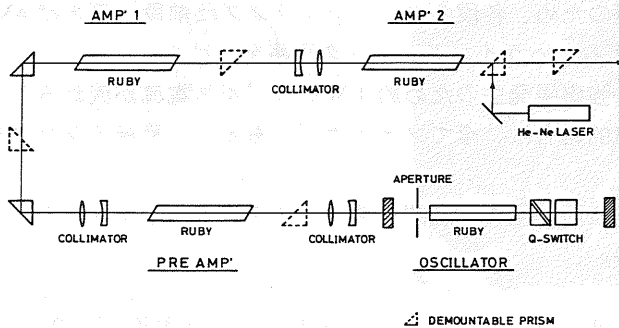 AMP' 1
AMP' 2
RUBY
COLLIMATOR
RUBY
He-Ne LASER
APERTURE
COLLIMATOR
RUBY
COLLIMATOR
RUBY
Q-SWITCH
PRE AMP'
OSCILLATOR
DEMOUNTABLE PRISM